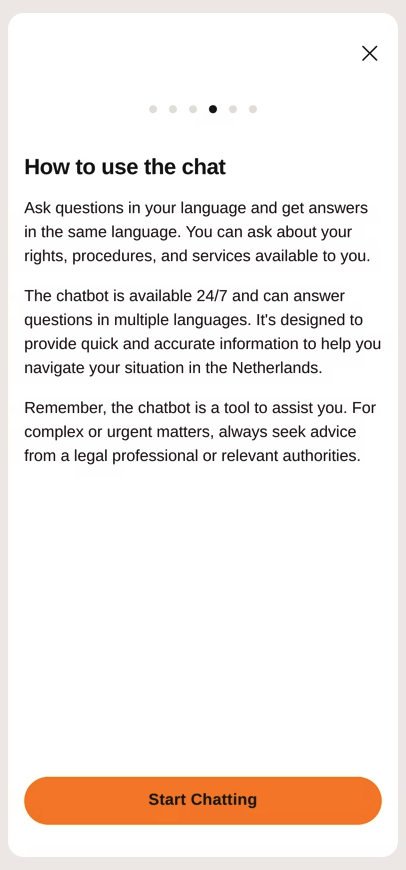 How to use the chat
Ask questions in your language and get answers
in the same language. You can ask about your
rights, procedures, and services available to you.
The chatbot is available 24/7 and can answer
questions in multiple languages. It's designed to
provide quick and accurate information to help you
navigate your situation in the Netherlands.
Remember, the chatbot is a tool to assist you. For
complex or urgent matters, always seek advice
from a legal professional or relevant authorities.
Start Chatting